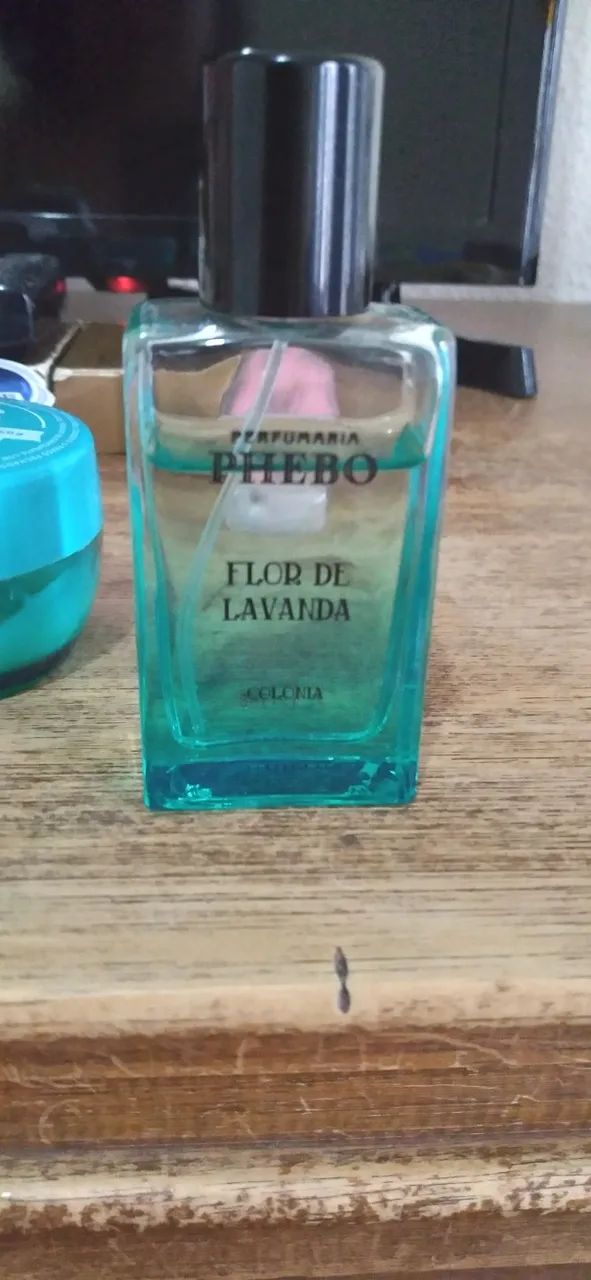 PERFUMARIA
PHEBO
FLOR DE
LAVANDA
COLONIA